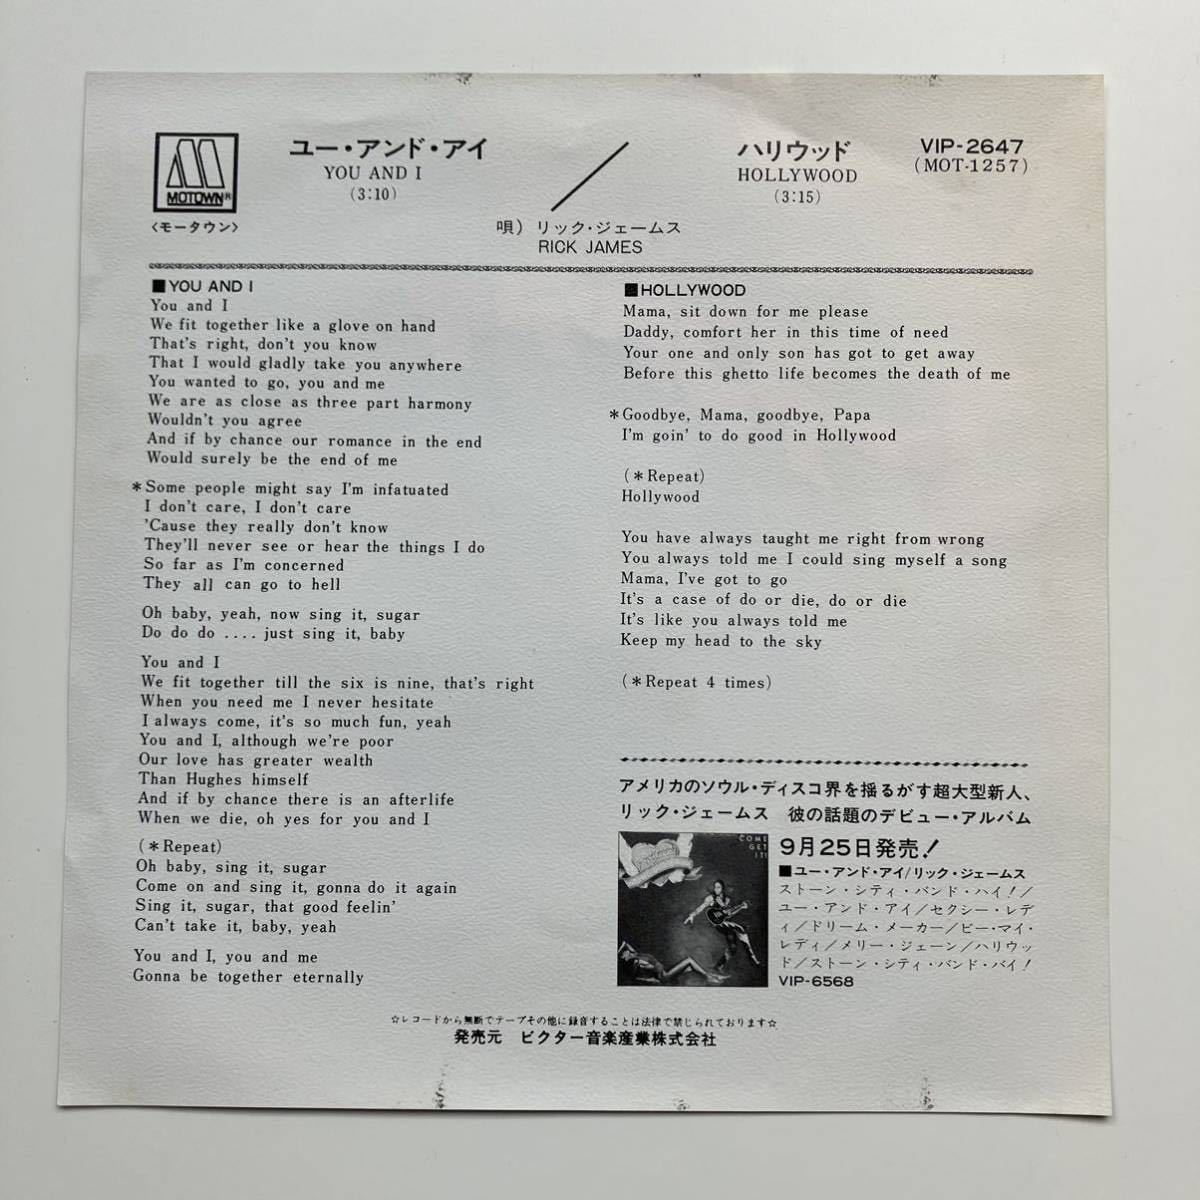 MOTOWN®
〈モータウン〉
ユー・アンド・アイ
YOU AND I
(3:10)
ハリウッド
HOLLYWOOD
(3:15)
VIP-2647
(MOT-1257)
唄) リック・ジェームス
RICK JAMES
■YOU AND I
You and I
We fit together like a glove on hand
That's right, don't you know
That I would gladly take you anywhere
You wanted to go, you and me
We are as close as three part harmony
Wouldn't you agree
And if by chance our romance in the end
Would surely be the end of me
*Some people might say I'm infatuated
I don't care, I don't care
'Cause they really don't know
They'll never see or hear the things I do
So far as I'm concerned
They all can go to hell
Oh baby, yeah, now sing it, sugar
Do do do .... just sing it, baby
You and I
We fit together till the six is nine, that's right
When you need me I never hesitate
I always come, it's so much fun, yeah
You and I, although we're poor
Our love has greater wealth
Than Hughes himself
And if by chance there is an afterlife
When we die, oh yes for you and I
(*Repeat)
Oh baby, sing it, sugar
Come on and sing it, gonna do it again
Sing it, sugar, that good feelin'
Can't take it, baby, yeah
You and I, you and me
Gonna be together eternally
■HOLLYWOOD
Mama, sit down for me please
Daddy, comfort her in this time of need
Your one and only son has got to get away
Before this ghetto life becomes the death of me
*Goodbye, Mama, goodbye, Papa
I'm goin' to do good in Hollywood
(*Repeat)
Hollywood
You have always taught me right from wrong
You always told me I could sing myself a song
Mama, I've got to go
It's a case of do or die, do or die
It's like you always told me
Keep my head to the sky
(*Repeat 4 times)
アメリカのソウル・ディスコ界を揺るがす超大型新人、
リック・ジェームス 彼の話題のデビュー・アルバム
COME
GET
IT!
9月25日発売!
■ユー・アンド・アイ/リック・ジェームス
ストーン・シティ・バンド・ハイ!/
ユー・アンド・アイ/セクシー・レデ
ィ/ドリーム・メーカー/ビー・マイ・
レディ/メリー・ジェーン/ハリウッ
ド/ストーン・シティ・バンド・バイ!
VIP-6568
☆レコードから無断でテープその他に録音することは法律で禁じられております☆
発売元 ビクター音楽産業株式会社